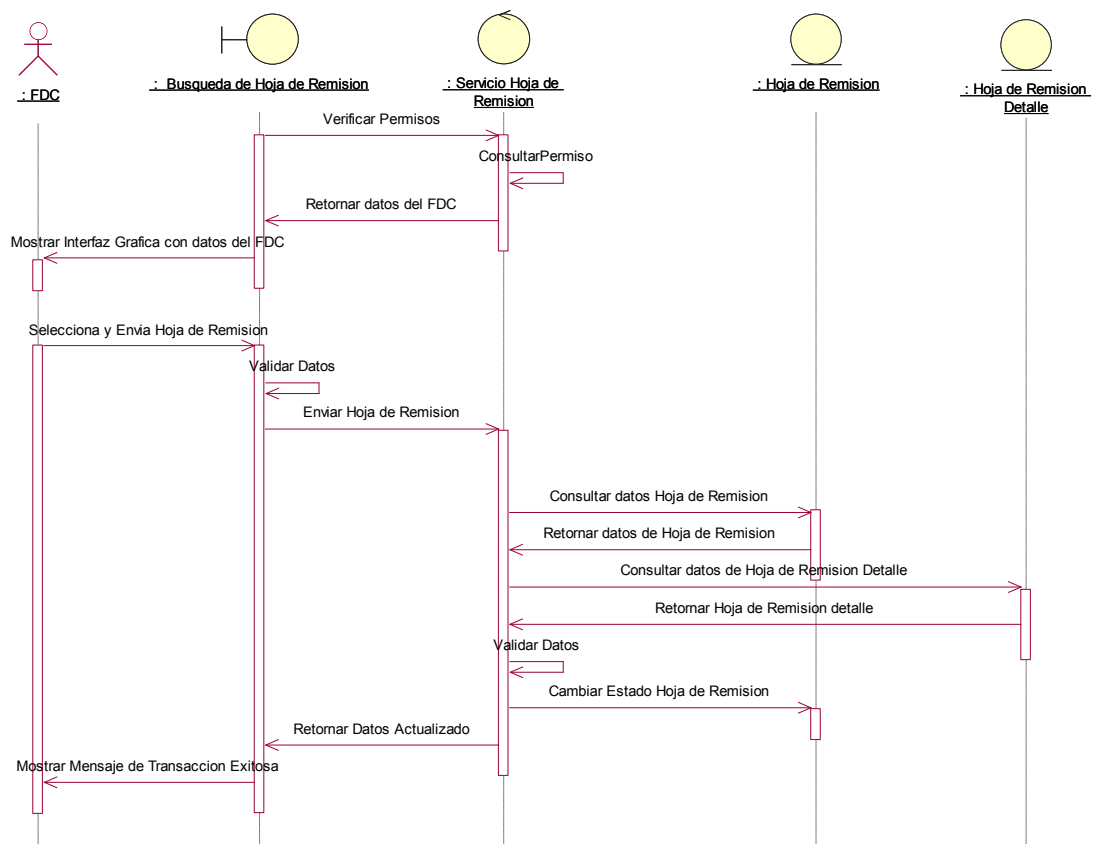 : FDC
: Busqueda de Hoja de Remision
: Servicio Hoja de
Remision
: Hoja de Remision
: Hoja de Remision
Detalle
Verificar Permisos
ConsultarPermiso
Retornar datos del FDC
Mostrar Interfaz Grafica con datos del FDC
Selecciona y Envia Hoja de Remision
Validar Datos
Enviar Hoja de Remision
Consultar datos Hoja de Remision
Retornar datos de Hoja de Remision
Consultar datos de Hoja de Remision Detalle
Retornar Hoja de Remision detalle
Validar Datos
Cambiar Estado Hoja de Remision
Retornar Datos Actualizado
Mostrar Mensaje de Transaccion Exitosa